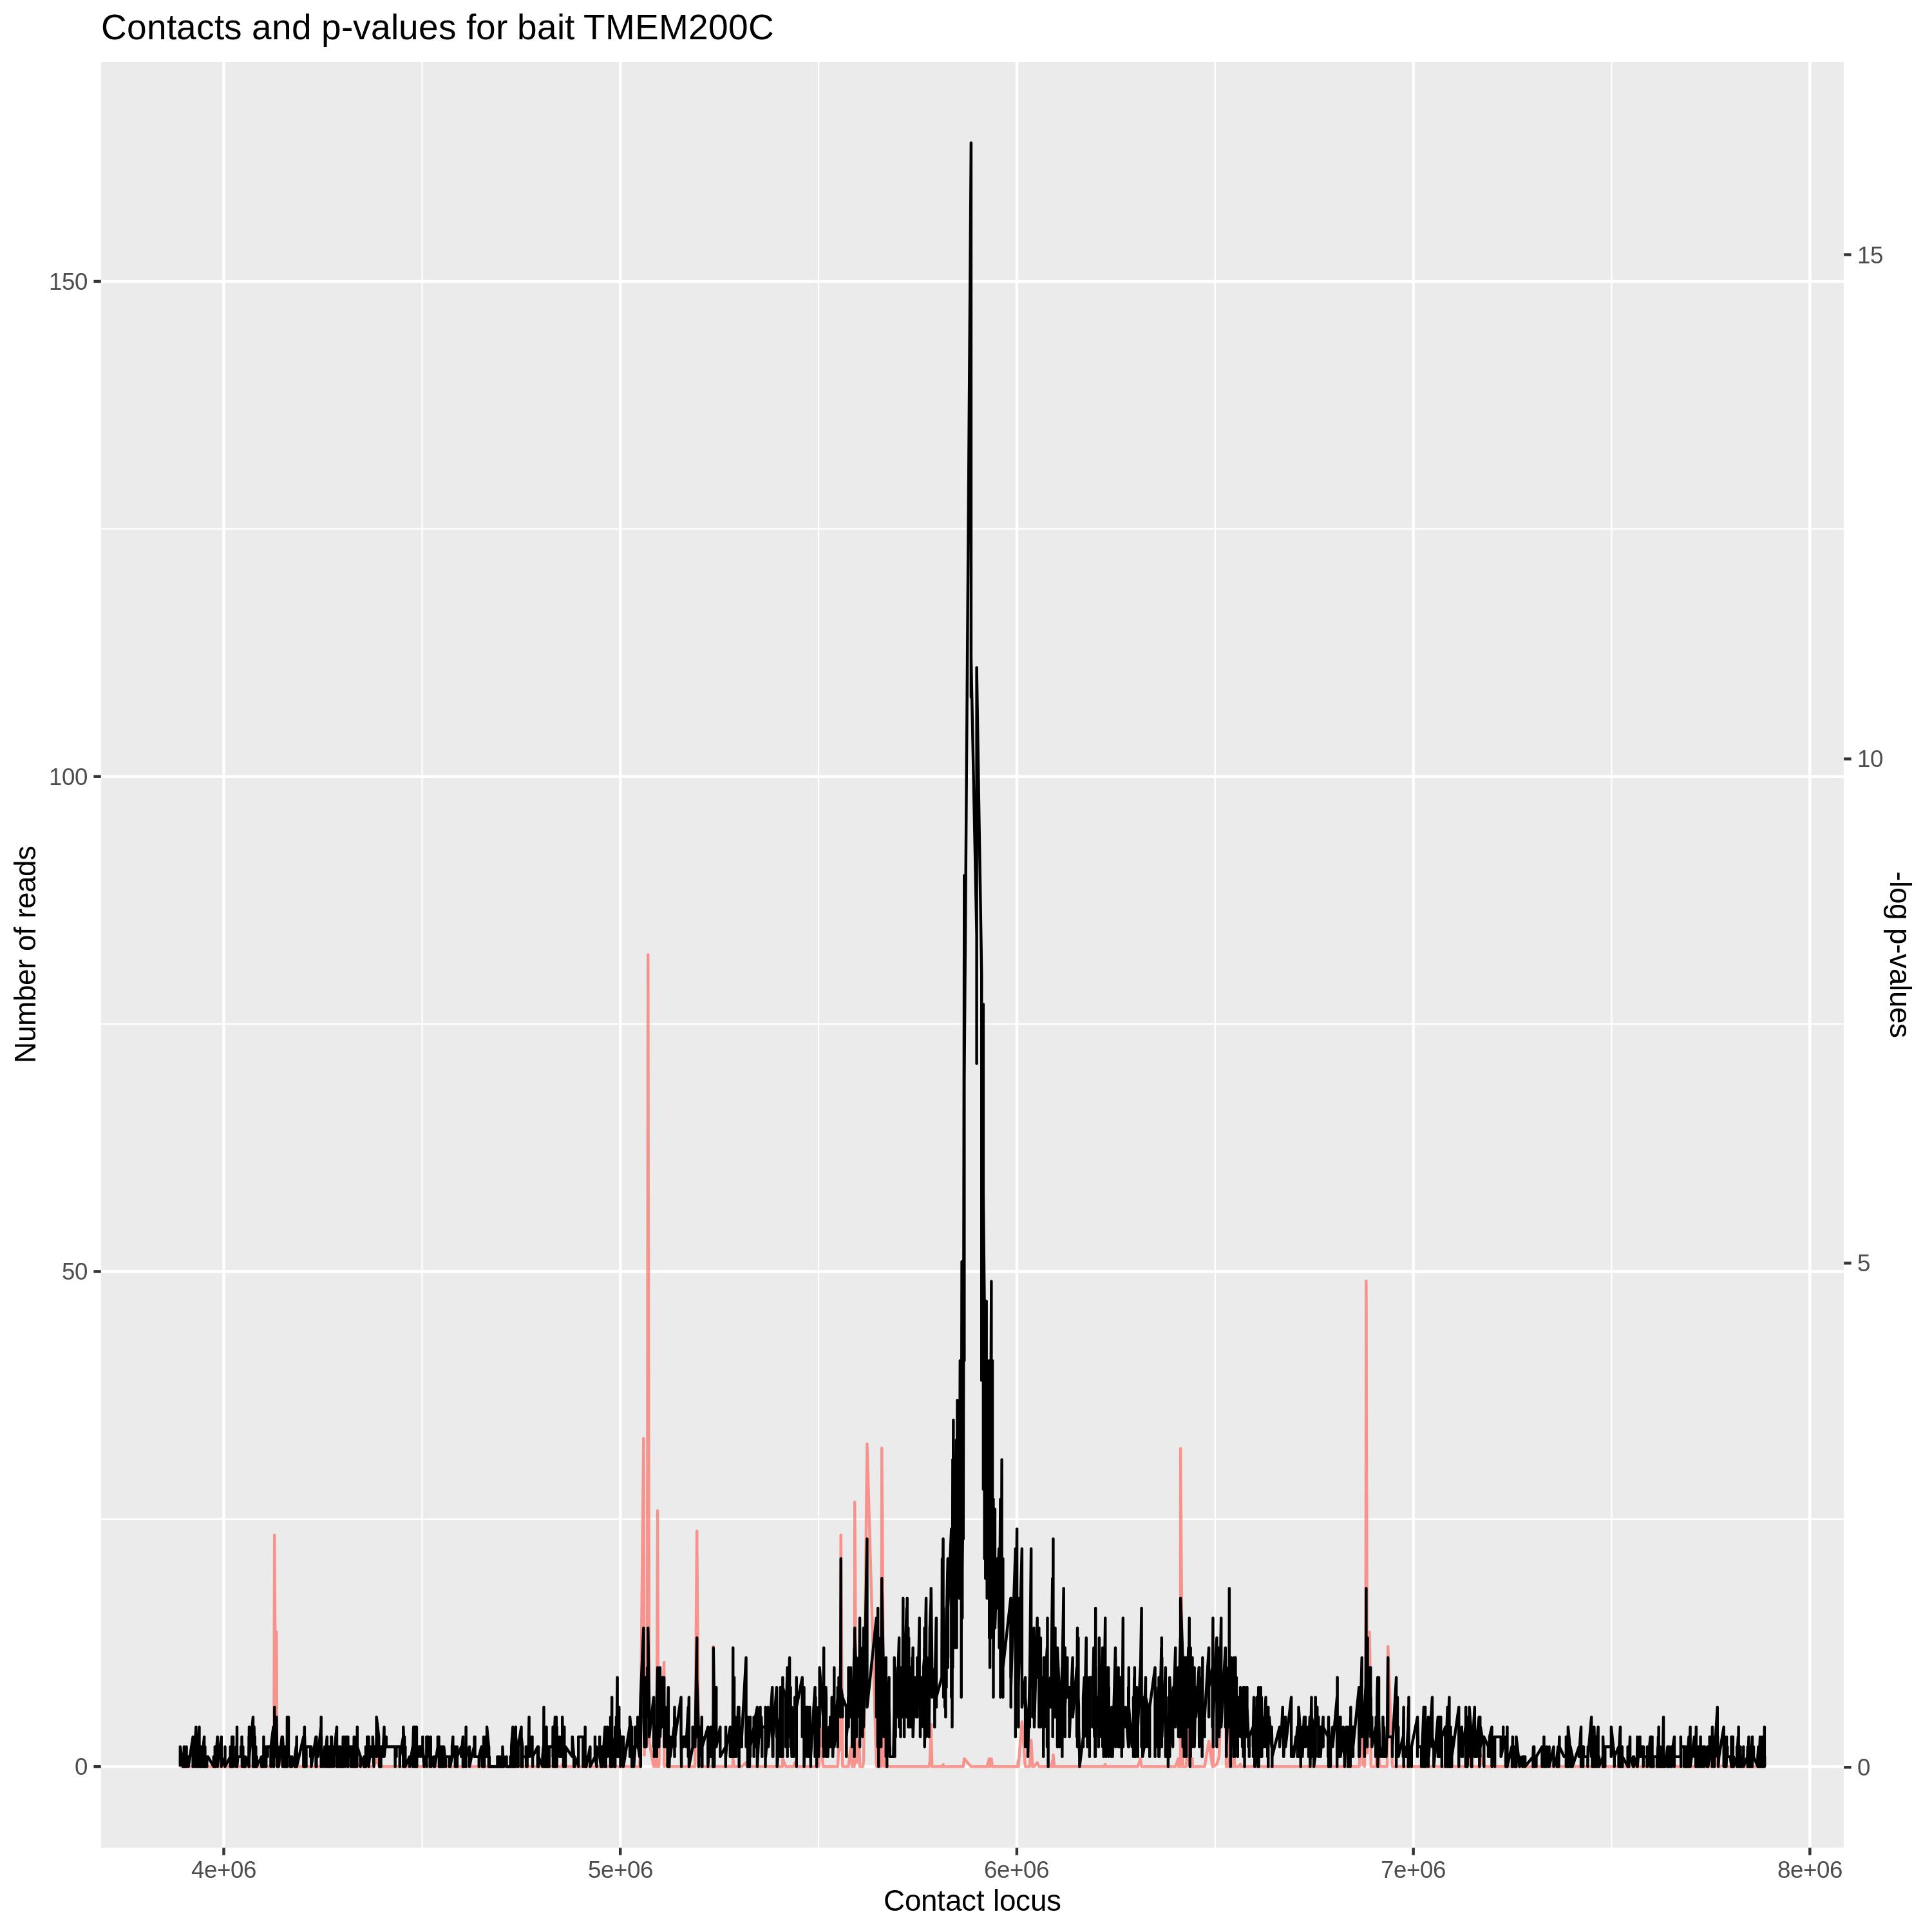 Contacts and p-values for bait TMEM200C
Number of reads
150
100
50
0
-log p-values
15
10
5
0
4e+06
5e+06
6e+06
7e+06
8e+06
Contact locus